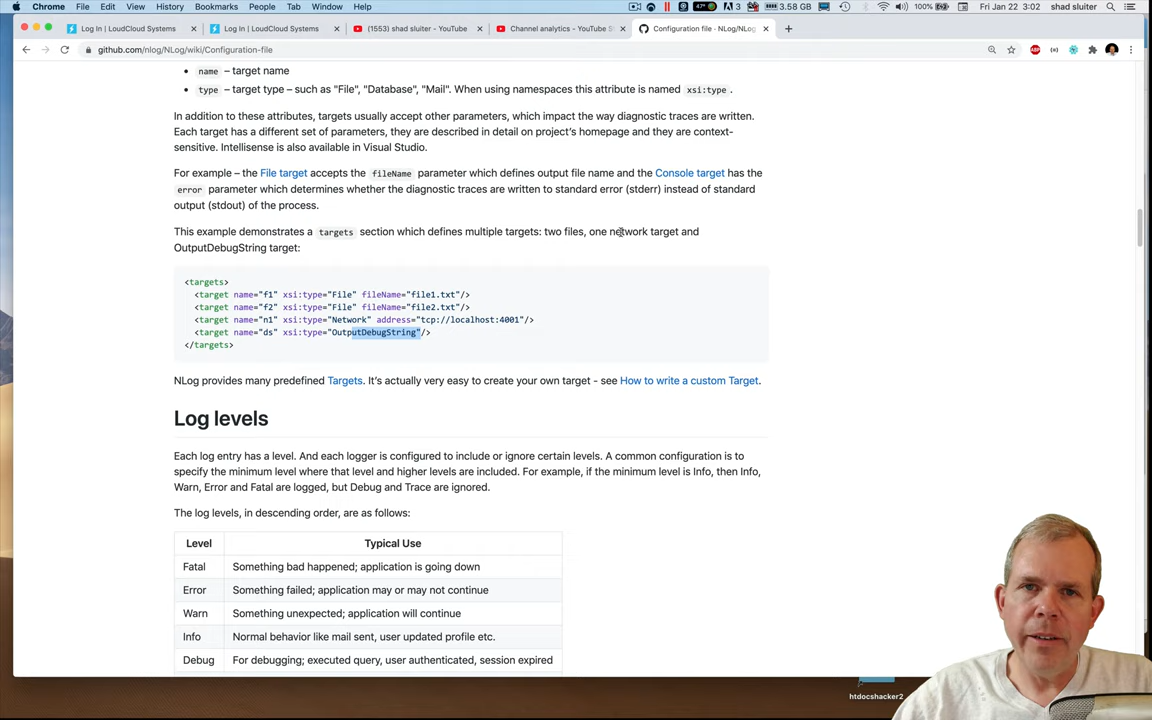 Chrome File Edit View History Bookmarks People Tab Window Help
3 47° 3.58 GB 100% Fri Jan 22 3:02 shad sluiter
Log In | LoudCloud Systems
Log In | LoudCloud Systems
(1553) shad sluiter - YouTube
Channel analytics - YouTube S
Configuration file · NLog/NLog
github.com/nlog/NLog/wiki/Configuration-file
ABP
name – target name
type – target type – such as "File", "Database", "Mail". When using namespaces this attribute is named xsi:type.
In addition to these attributes, targets usually accept other parameters, which impact the way diagnostic traces are written.
Each target has a different set of parameters, they are described in detail on project's homepage and they are context-
sensitive. Intellisense is also available in Visual Studio.
For example – the File target accepts the fileName parameter which defines output file name and the Console target has the
error parameter which determines whether the diagnostic traces are written to standard error (stderr) instead of standard
output (stdout) of the process.
This example demonstrates a targets section which defines multiple targets: two files, one network target and
OutputDebugString target:
<targets>
<target name="f1" xsi:type="File" fileName="file1.txt"/>
<target name="f2" xsi:type="File" fileName="file2.txt"/>
<target name="n1" xsi:type="Network" address="tcp://localhost:4001"/>
<target name="ds" xsi:type="OutputDebugString"/>
</targets>
NLog provides many predefined Targets. It's actually very easy to create your own target - see How to write a custom Target.
Log levels
Each log entry has a level. And each logger is configured to include or ignore certain levels. A common configuration is to
specify the minimum level where that level and higher levels are included. For example, if the minimum level is Info, then Info,
Warn, Error and Fatal are logged, but Debug and Trace are ignored.
The log levels, in descending order, are as follows:
Level Typical Use
Fatal Something bad happened; application is going down
Error Something failed; application may or may not continue
Warn Something unexpected; application will continue
Info Normal behavior like mail sent, user updated profile etc.
Debug For debugging; executed query, user authenticated, session expired
htdocshacker2